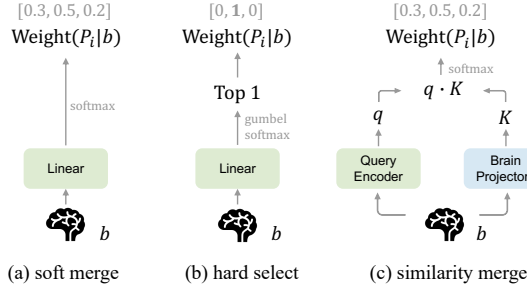 [0.3, 0.5, 0.2]
Weight(P_i|b)
softmax
Linear
b
(a) soft merge
[0, 1, 0]
Weight(P_i|b)
Top 1
gumbel
softmax
Linear
b
(b) hard select
[0.3, 0.5, 0.2]
Weight(P_i|b)
softmax
q · K
q
K
Query
Encoder
Brain
Projector
b
(c) similarity merge